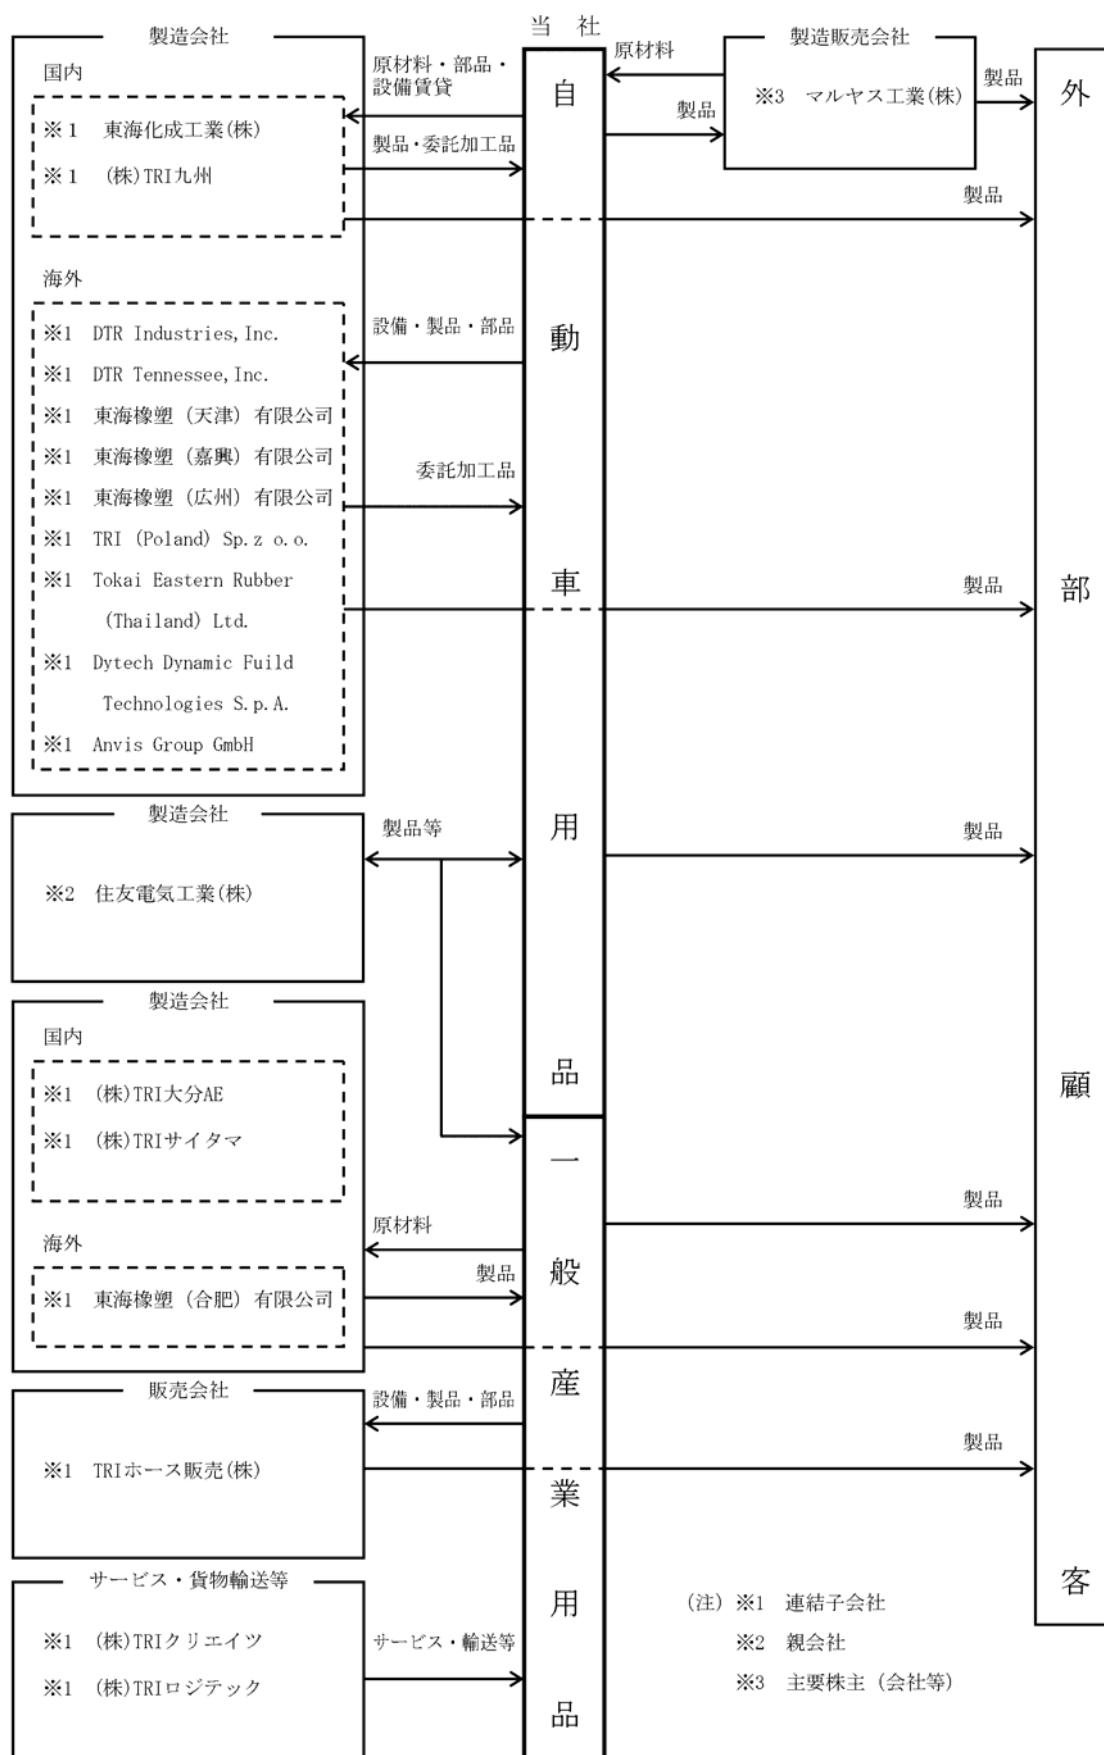 当 社
製造会社
国内
※1 東海化成工業(株)
※1 (株)TRI九州
原材料・部品・
設備賃貸
製品・委託加工品
海外
※1 DTR Industries,Inc.
※1 DTR Tennessee,Inc.
※1 東海橡塑（天津）有限公司
※1 東海橡塑（嘉興）有限公司
※1 東海橡塑（広州）有限公司
※1 TRI (Poland) Sp.z o.o.
※1 Tokai Eastern Rubber
(Thailand) Ltd.
※1 Dytech Dynamic Fuild
Technologies S.p.A.
※1 Anvis Group GmbH
設備・製品・部品
委託加工品
製造会社
※2 住友電気工業(株)
製品等
製造会社
国内
※1 (株)TRI大分AE
※1 (株)TRIサイタマ
海外
※1 東海橡塑（合肥）有限公司
原材料
製品
販売会社
※1 TRIホース販売(株)
設備・製品・部品
サービス・貨物輸送等
※1 (株)TRIクリエイツ
※1 (株)TRIロジテック
サービス・輸送等
自動車用品
一般産業用品
原材料
製品
製造販売会社
※3 マルヤス工業(株)
製品
製品
製品
製品
製品
製品
製品
外部顧客
(注) ※1 連結子会社
※2 親会社
※3 主要株主（会社等）